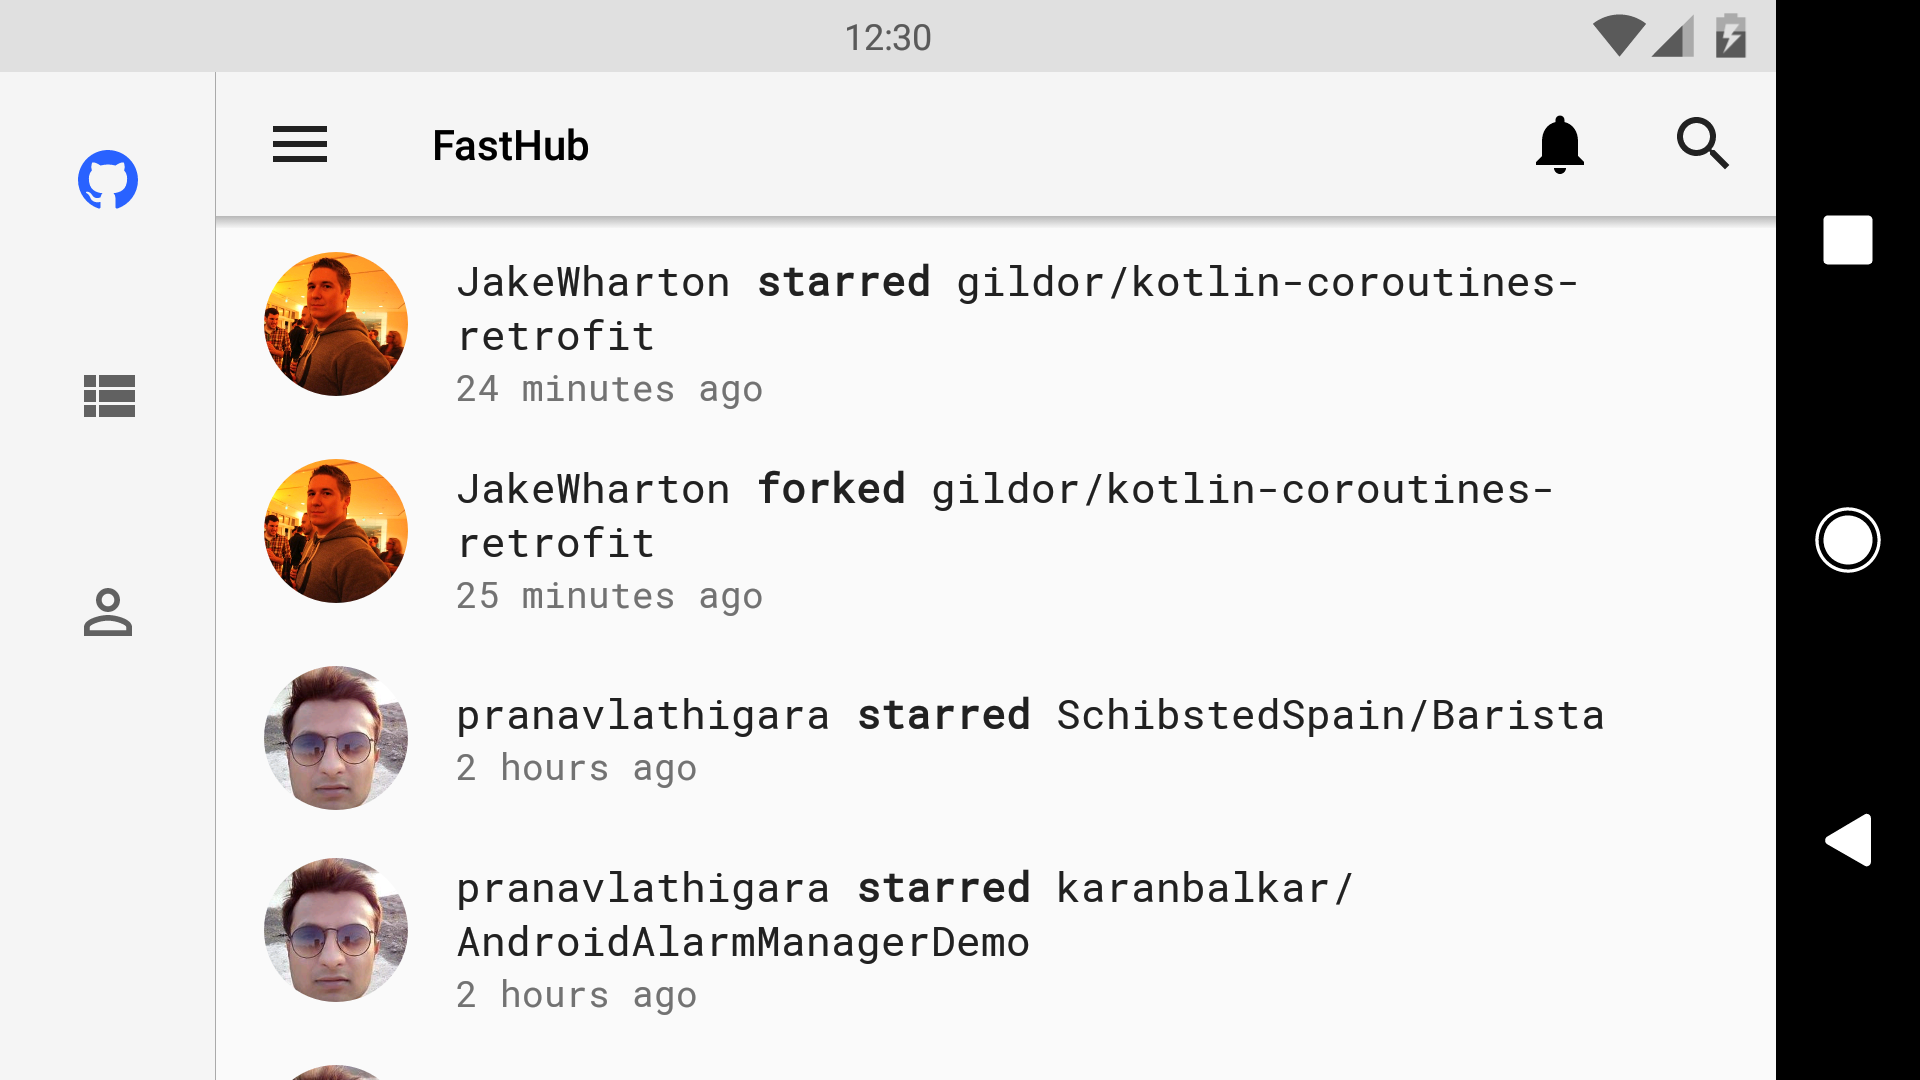 12:30
FastHub
JakeWharton starred gildor/kotlin-coroutines-
retrofit
24 minutes ago
JakeWharton forked gildor/kotlin-coroutines-
retrofit
25 minutes ago
pranavlathigara starred SchibstedSpain/Barista
2 hours ago
pranavlathigara starred karanbalkar/
AndroidAlarmManagerDemo
2 hours ago